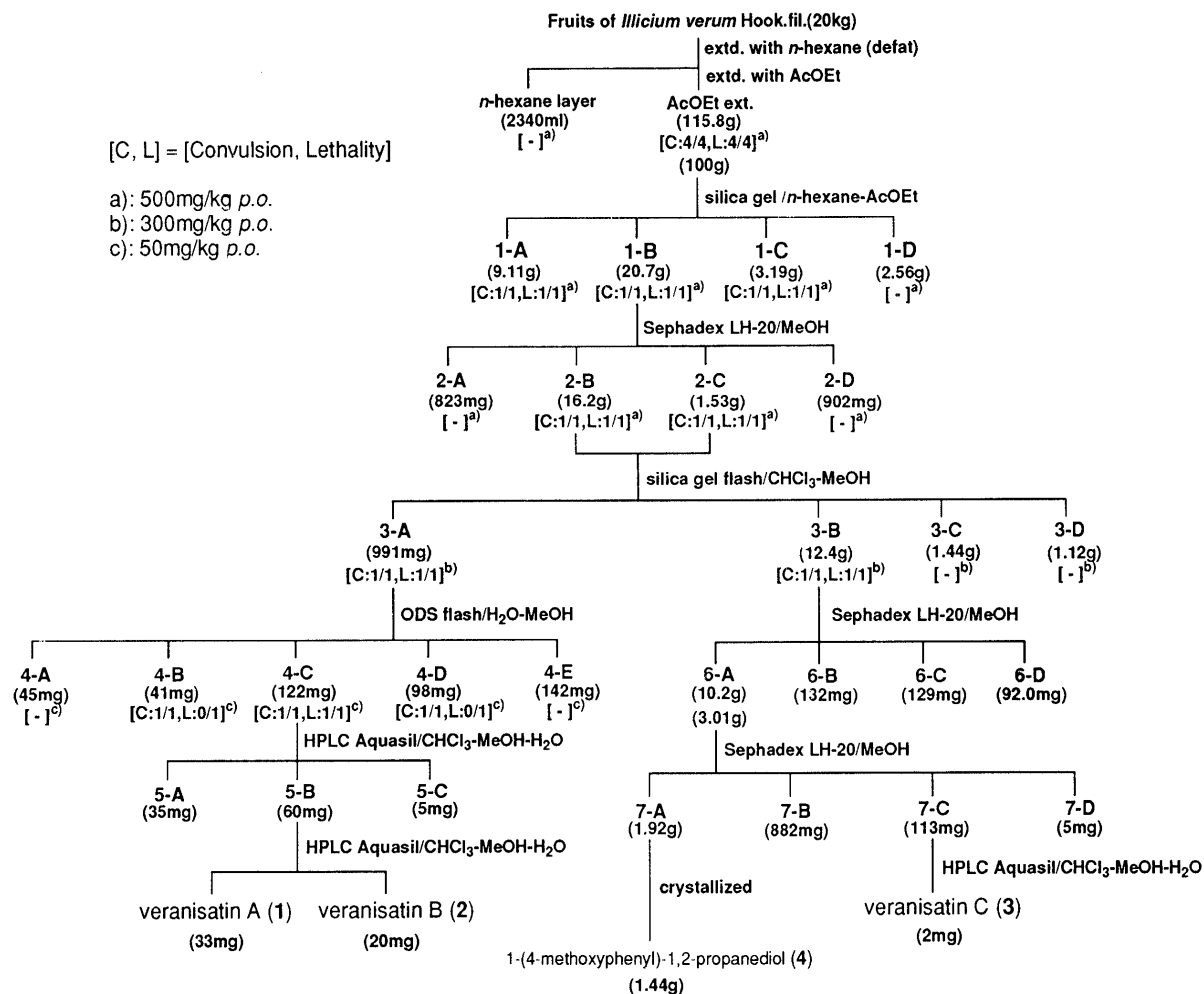 Fruits of Illicium verum Hook.fil.(20kg)
extd. with n-hexane (defat)
extd. with AcOEt
n-hexane layer
(2340ml)
[ - ]a)
AcOEt ext.
(115.8g)
[C:4/4,L:4/4]a)
(100g)
[C, L] = [Convulsion, Lethality]
a): 500mg/kg p.o.
b): 300mg/kg p.o.
c): 50mg/kg p.o.
silica gel /n-hexane-AcOEt
1-A
(9.11g)
[C:1/1,L:1/1]a)
1-B
(20.7g)
[C:1/1,L:1/1]a)
1-C
(3.19g)
[C:1/1,L:1/1]a)
1-D
(2.56g)
[ - ]a)
Sephadex LH-20/MeOH
2-A
(823mg)
[ - ]a)
2-B
(16.2g)
[C:1/1,L:1/1]a)
2-C
(1.53g)
[C:1/1,L:1/1]a)
2-D
(902mg)
[ - ]a)
silica gel flash/CHCl3-MeOH
3-A
(991mg)
[C:1/1,L:1/1]b)
3-B
(12.4g)
[C:1/1,L:1/1]b)
3-C
(1.44g)
[ - ]b)
3-D
(1.12g)
[ - ]b)
ODS flash/H2O-MeOH
Sephadex LH-20/MeOH
4-A
(45mg)
[ - ]c)
4-B
(41mg)
[C:1/1,L:0/1]c)
4-C
(122mg)
[C:1/1,L:1/1]c)
4-D
(98mg)
[C:1/1,L:0/1]c)
4-E
(142mg)
[ - ]c)
6-A
(10.2g)
(3.01g)
6-B
(132mg)
6-C
(129mg)
6-D
(92.0mg)
HPLC Aquasil/CHCl3-MeOH-H2O
Sephadex LH-20/MeOH
5-A
(35mg)
5-B
(60mg)
5-C
(5mg)
7-A
(1.92g)
7-B
(882mg)
7-C
(113mg)
7-D
(5mg)
HPLC Aquasil/CHCl3-MeOH-H2O
crystallized
HPLC Aquasil/CHCl3-MeOH-H2O
veranisatin A (1)
(33mg)
veranisatin B (2)
(20mg)
veranisatin C (3)
(2mg)
1-(4-methoxyphenyl)-1,2-propanediol (4)
(1.44g)